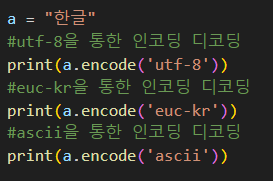 a = "한글"
#utf-8을 통한 인코딩 디코딩
print(a.encode('utf-8'))
#euc-kr을 통한 인코딩 디코딩
print(a.encode('euc-kr'))
#ascii을 통한 인코딩 디코딩
print(a.encode('ascii'))